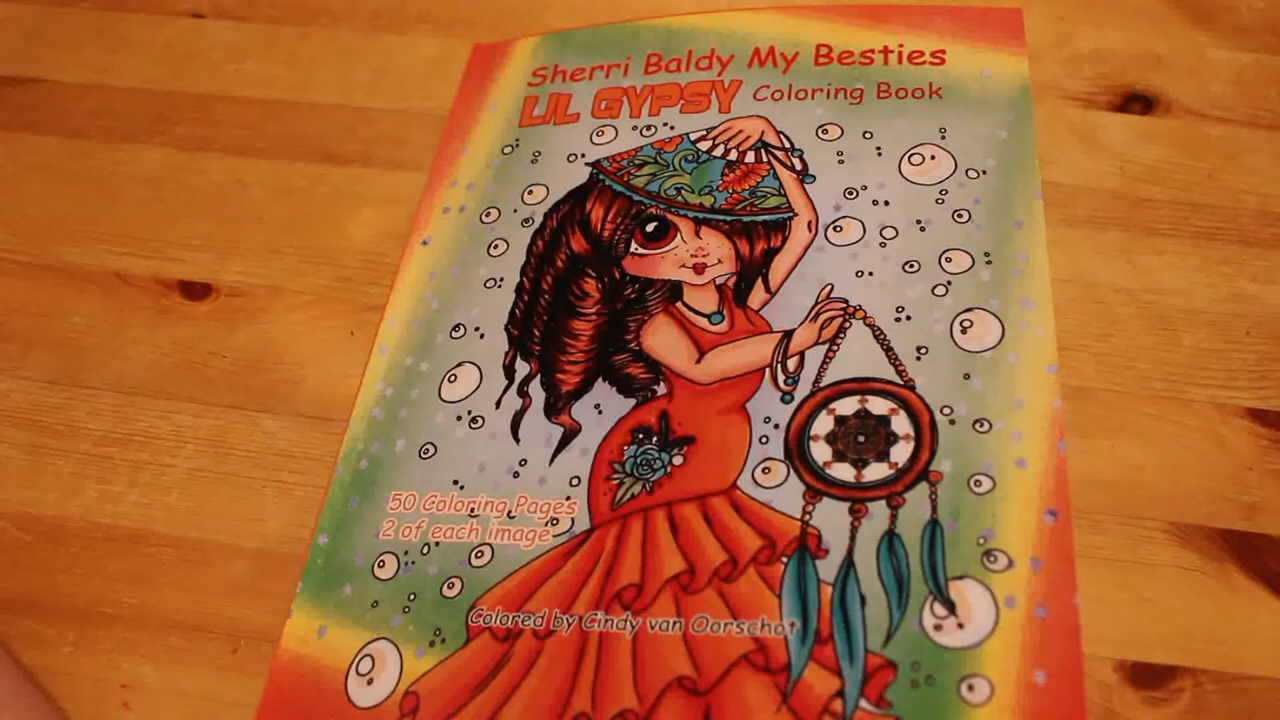 Sherri Baldy My Besties
LIL GYPSY Coloring Book
50 Coloring Pages
2 of each image
Colored by Cindy van Oorschot